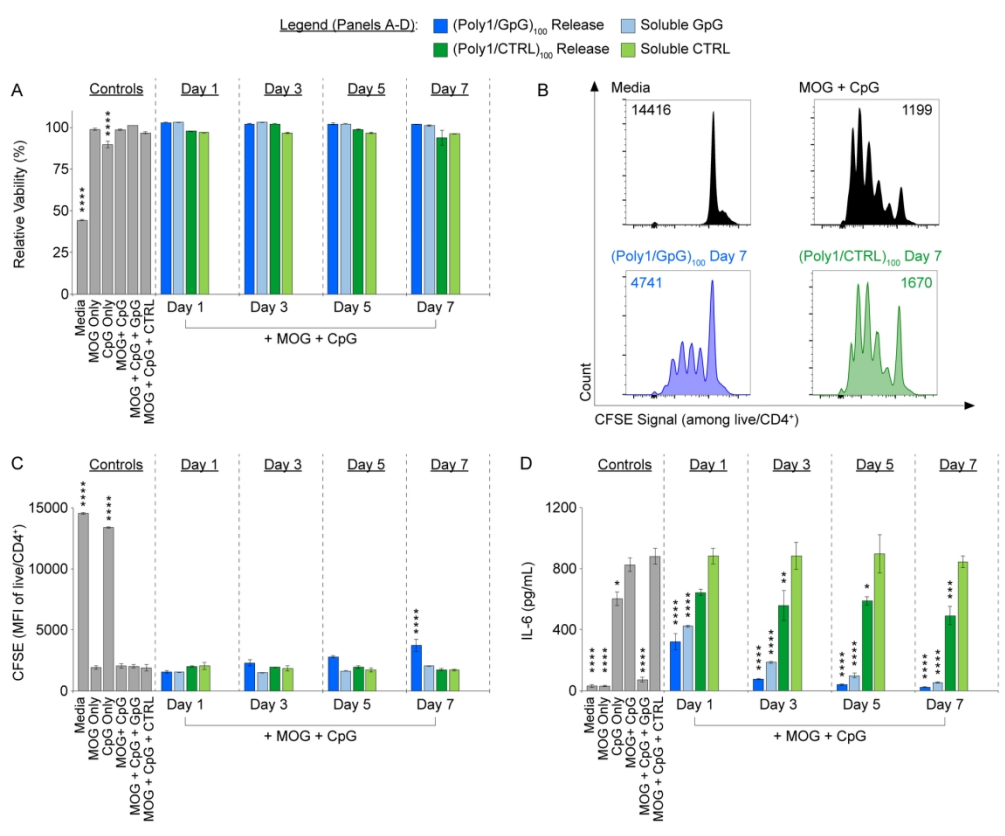 Legend (Panels A-D): (Poly1/GpG)100 Release Soluble GpG
(Poly1/CTRL)100 Release Soluble CTRL
A
Controls Day 1 Day 3 Day 5 Day 7
Relative Vability (%)
100
75
50
25
0
****
****
Media
MOG Only
CpG Only
MOG+ CpG
MOG + CpG + GpG
MOG + CpG + CTRL
Day 1 Day 3 Day 5 Day 7
+ MOG + CpG
B
Media MOG + CpG
14416 1199
(Poly1/GpG)100 Day 7 (Poly1/CTRL)100 Day 7
4741 1670
Count
CFSE Signal (among live/CD4+)
C
Controls Day 1 Day 3 Day 5 Day 7
CFSE (MFI of live/CD4+)
15000
10000
5000
0
****
****
****
Media
MOG Only
CpG Only
MOG+ CpG
MOG + CpG + GpG
MOG + CpG + CTRL
Day 1 Day 3 Day 5 Day 7
+ MOG + CpG
D
Controls Day 1 Day 3 Day 5 Day 7
IL-6 (pg/mL)
1200
800
400
0
****
****
*
****
****
****
****
****
**
****
****
*
****
****
***
Media
MOG Only
CpG Only
MOG+ CpG
MOG + CpG + GpG
MOG + CpG + CTRL
Day 1 Day 3 Day 5 Day 7
+ MOG + CpG